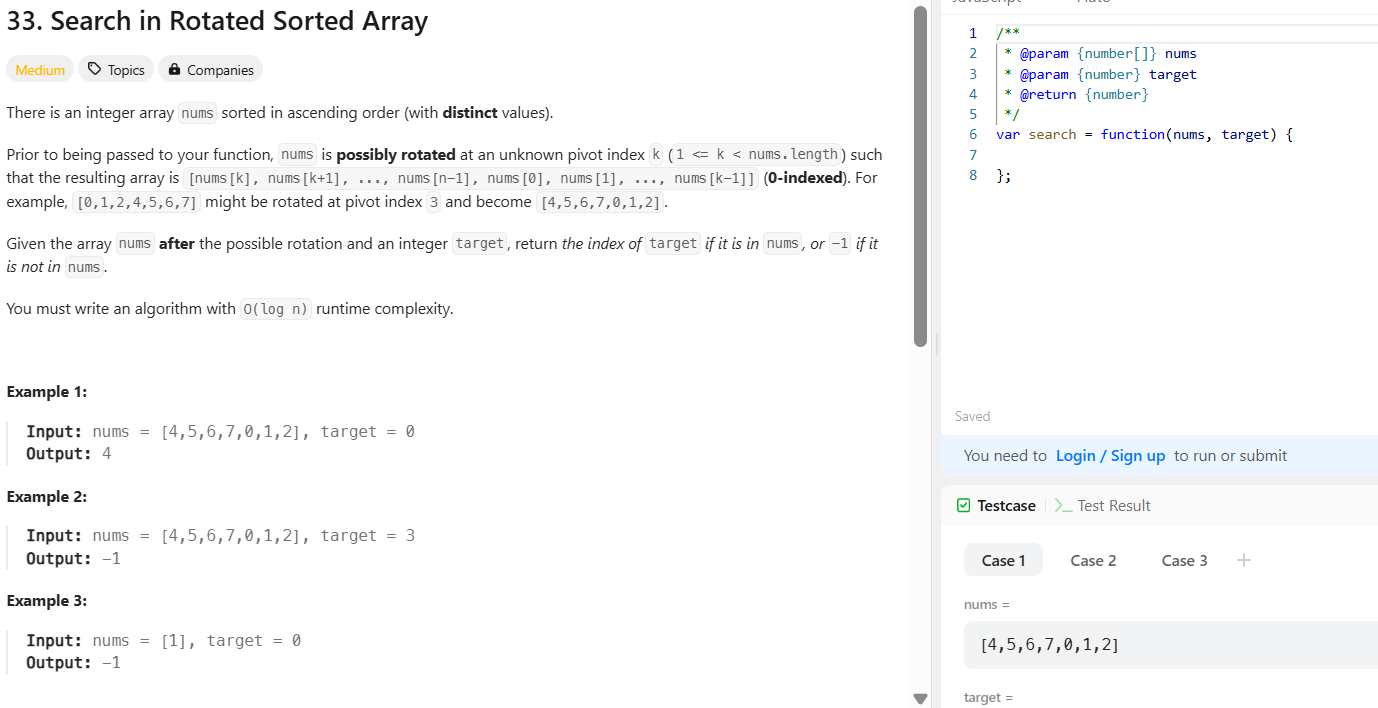 33. Search in Rotated Sorted Array
Medium
Topics
Companies
There is an integer array nums sorted in ascending order (with distinct values).
Prior to being passed to your function, nums is possibly rotated at an unknown pivot index k (1 <= k < nums.length) such
that the resulting array is [nums[k], nums[k+1], ..., nums[n-1], nums[0], nums[1], ..., nums[k-1]] (0-indexed). For
example, [0,1,2,4,5,6,7] might be rotated at pivot index 3 and become [4,5,6,7,0,1,2].
Given the array nums after the possible rotation and an integer target, return the index of target if it is in nums, or -1 if it
is not in nums.
You must write an algorithm with O(log n) runtime complexity.
Example 1:
Input: nums = [4,5,6,7,0,1,2], target = 0
Output: 4
Example 2:
Input: nums = [4,5,6,7,0,1,2], target = 3
Output: -1
Example 3:
Input: nums = [1], target = 0
Output: -1
JavaScript Auto
1 /**
2 * @param {number[]} nums
3 * @param {number} target
4 * @return {number}
5 */
6 var search = function(nums, target) {
7
8 };
Saved
You need to Login / Sign up to run or submit
Testcase
Test Result
Case 1 Case 2 Case 3 +
nums =
[4,5,6,7,0,1,2]
target =